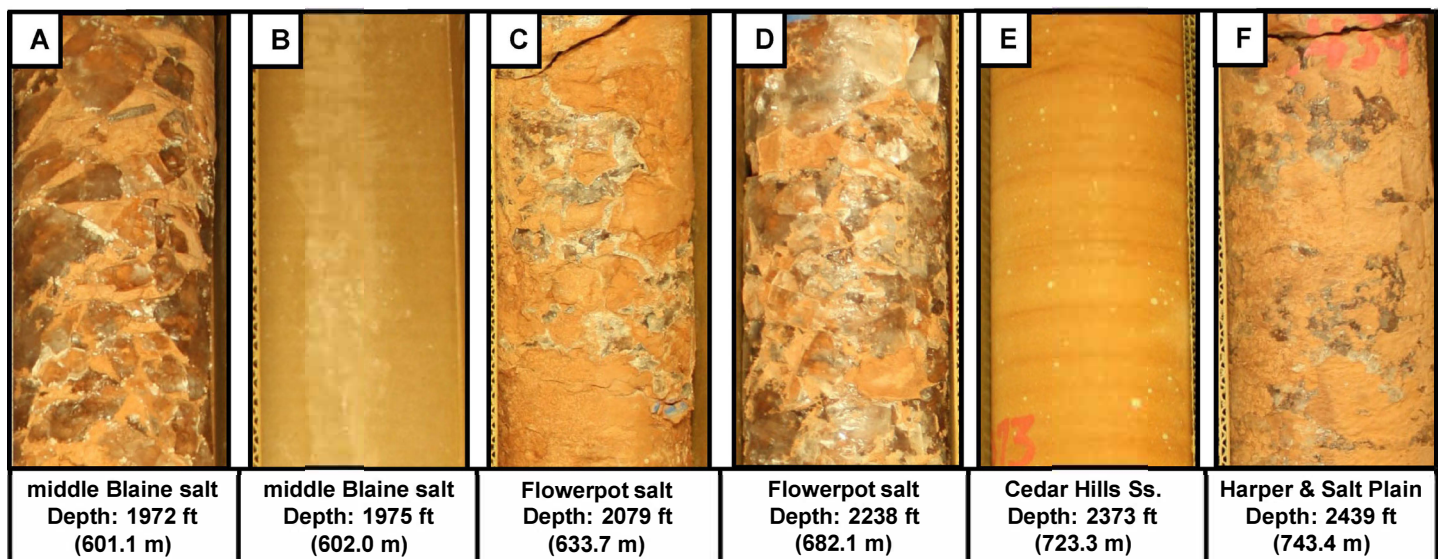 A
B
C
D
E
F
73
middle Blaine salt
Depth: 1972 ft
(601.1 m)
middle Blaine salt
Depth: 1975 ft
(602.0 m)
Flowerpot salt
Depth: 2079 ft
(633.7 m)
Flowerpot salt
Depth: 2238 ft
(682.1 m)
Cedar Hills Ss.
Depth: 2373 ft
(723.3 m)
Harper & Salt Plain
Depth: 2439 ft
(743.4 m)